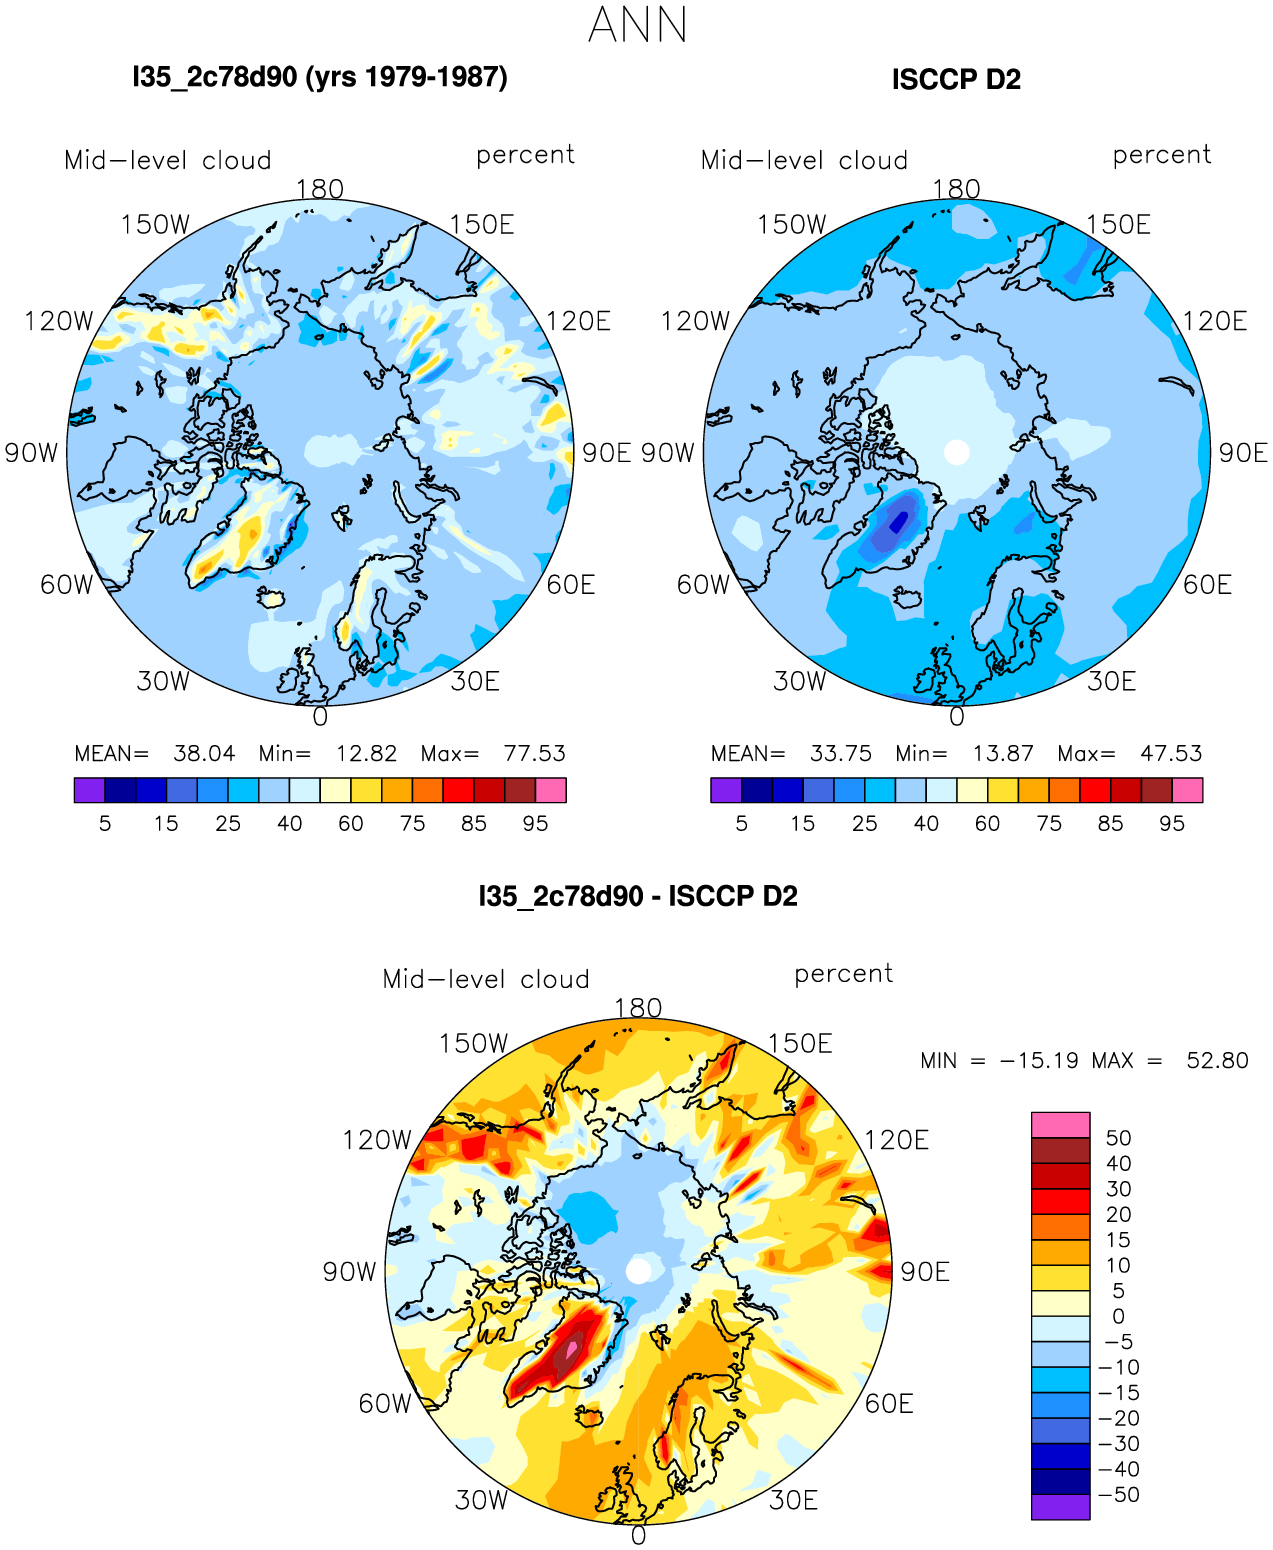 ANN
I35_2c78d90 (yrs 1979-1987)
ISCCP D2
Mid-level cloud percent
Mid-level cloud percent
180
180
150W 150E
150W 150E
120W 120E
120W 120E
90W 90E
90W 90E
60W 60E
60W 60E
30W 30E
30W 30E
0
0
MEAN= 38.04 Min= 12.82 Max= 77.53
MEAN= 33.75 Min= 13.87 Max= 47.53
5 15 25 40 60 75 85 95
5 15 25 40 60 75 85 95
I35_2c78d90 - ISCCP D2
Mid-level cloud percent
180
150W 150E
MIN = -15.19 MAX = 52.80
120W 120E
90W 90E
60W 60E
30W 30E
0
50
40
30
20
15
10
5
0
-5
-10
-15
-20
-30
-40
-50